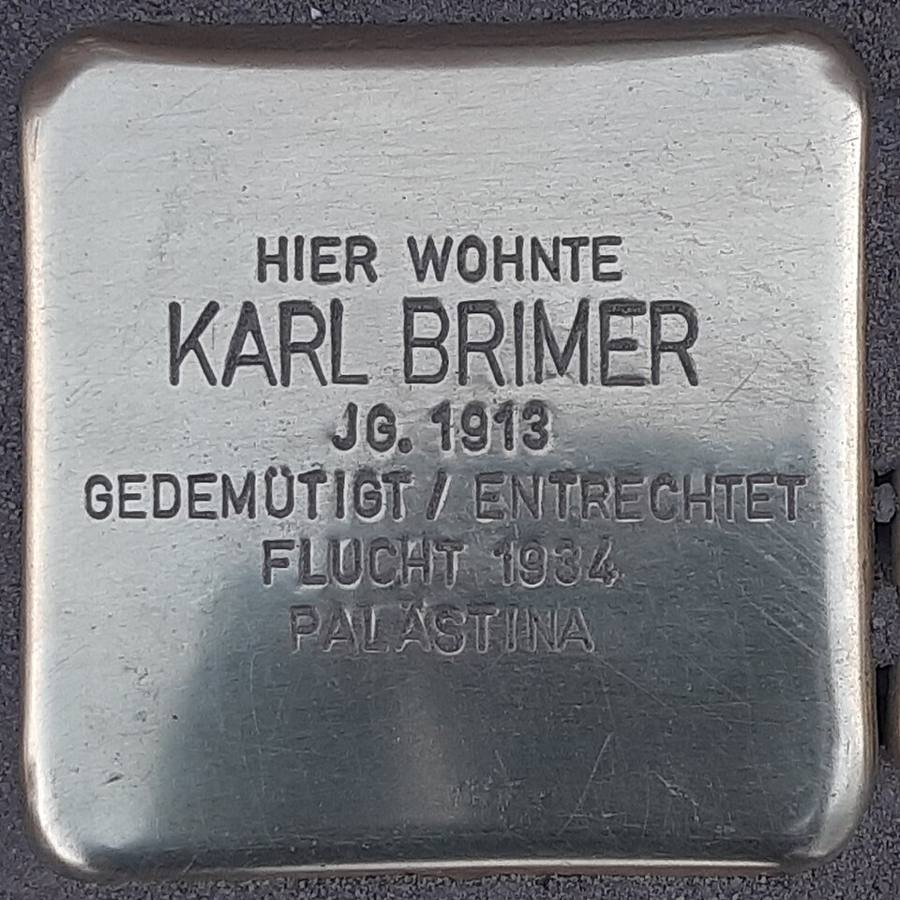 HIER WOHNTE
KARL BRIMER
JG. 1913
GEDEMÜTIGT / ENTRECHTET
FLUCHT 1934
PALÄSTINA